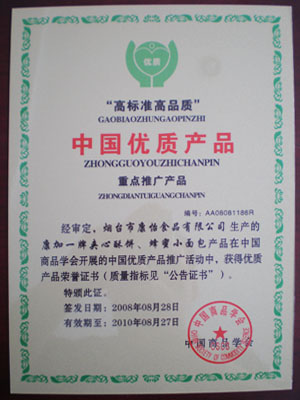 优质
“高标准高品质”
GAOBIAOZHUNGAOPINZHI
中国优质产品
ZHONGGUOYOUZHICHANPIN
重点推广产品
ZHONGDIANTUIGUANGCHANPIN
编号：AA08081186R
经审定，烟台市康怡食品有限公司生产的
康加一牌夹心酥饼、蜂蜜小面包产品在中国
商品学会开展的中国优质产品推广活动中，获得优质
产品荣誉证书（质量指标见“公告证书”）。
特颁此证。
签发日期：2008年08月28日
有效期至：2010年08月27日
中国商品学会
中国商品学会